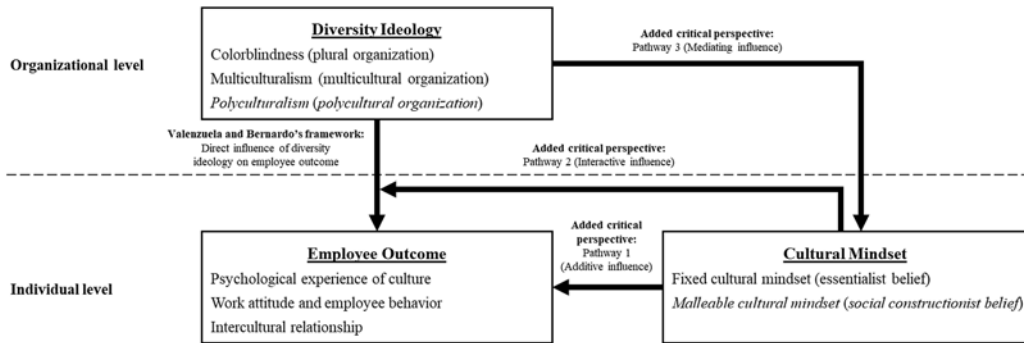 Diversity Ideology
Colorblindness (plural organization)
Multiculturalism (multicultural organization)
Polyculturalism (polycultural organization)
Organizational level
Added critical perspective:
Pathway 3 (Mediating influence)
Valenzuela and Bernardo's framework:
Direct influence of diversity
ideology on employee outcome
Added critical perspective:
Pathway 2 (Interactive influence)
Individual level
Employee Outcome
Psychological experience of culture
Work attitude and employee behavior
Intercultural relationship
Added critical
perspective:
Pathway 1
(Additive influence)
Cultural Mindset
Fixed cultural mindset (essentialist belief)
Malleable cultural mindset (social constructionist belief)